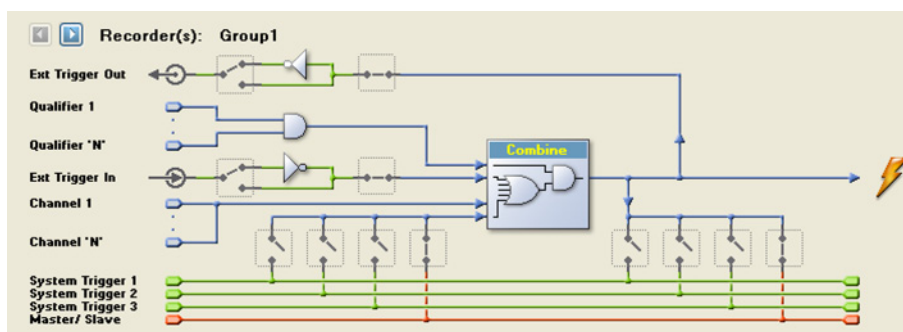 Recorder(s): Group1
Ext Trigger Out
Qualifier 1
Qualifier "N"
Combine
Ext Trigger In
Channel 1
Channel "N"
System Trigger 1
System Trigger 2
System Trigger 3
Master/ Slave